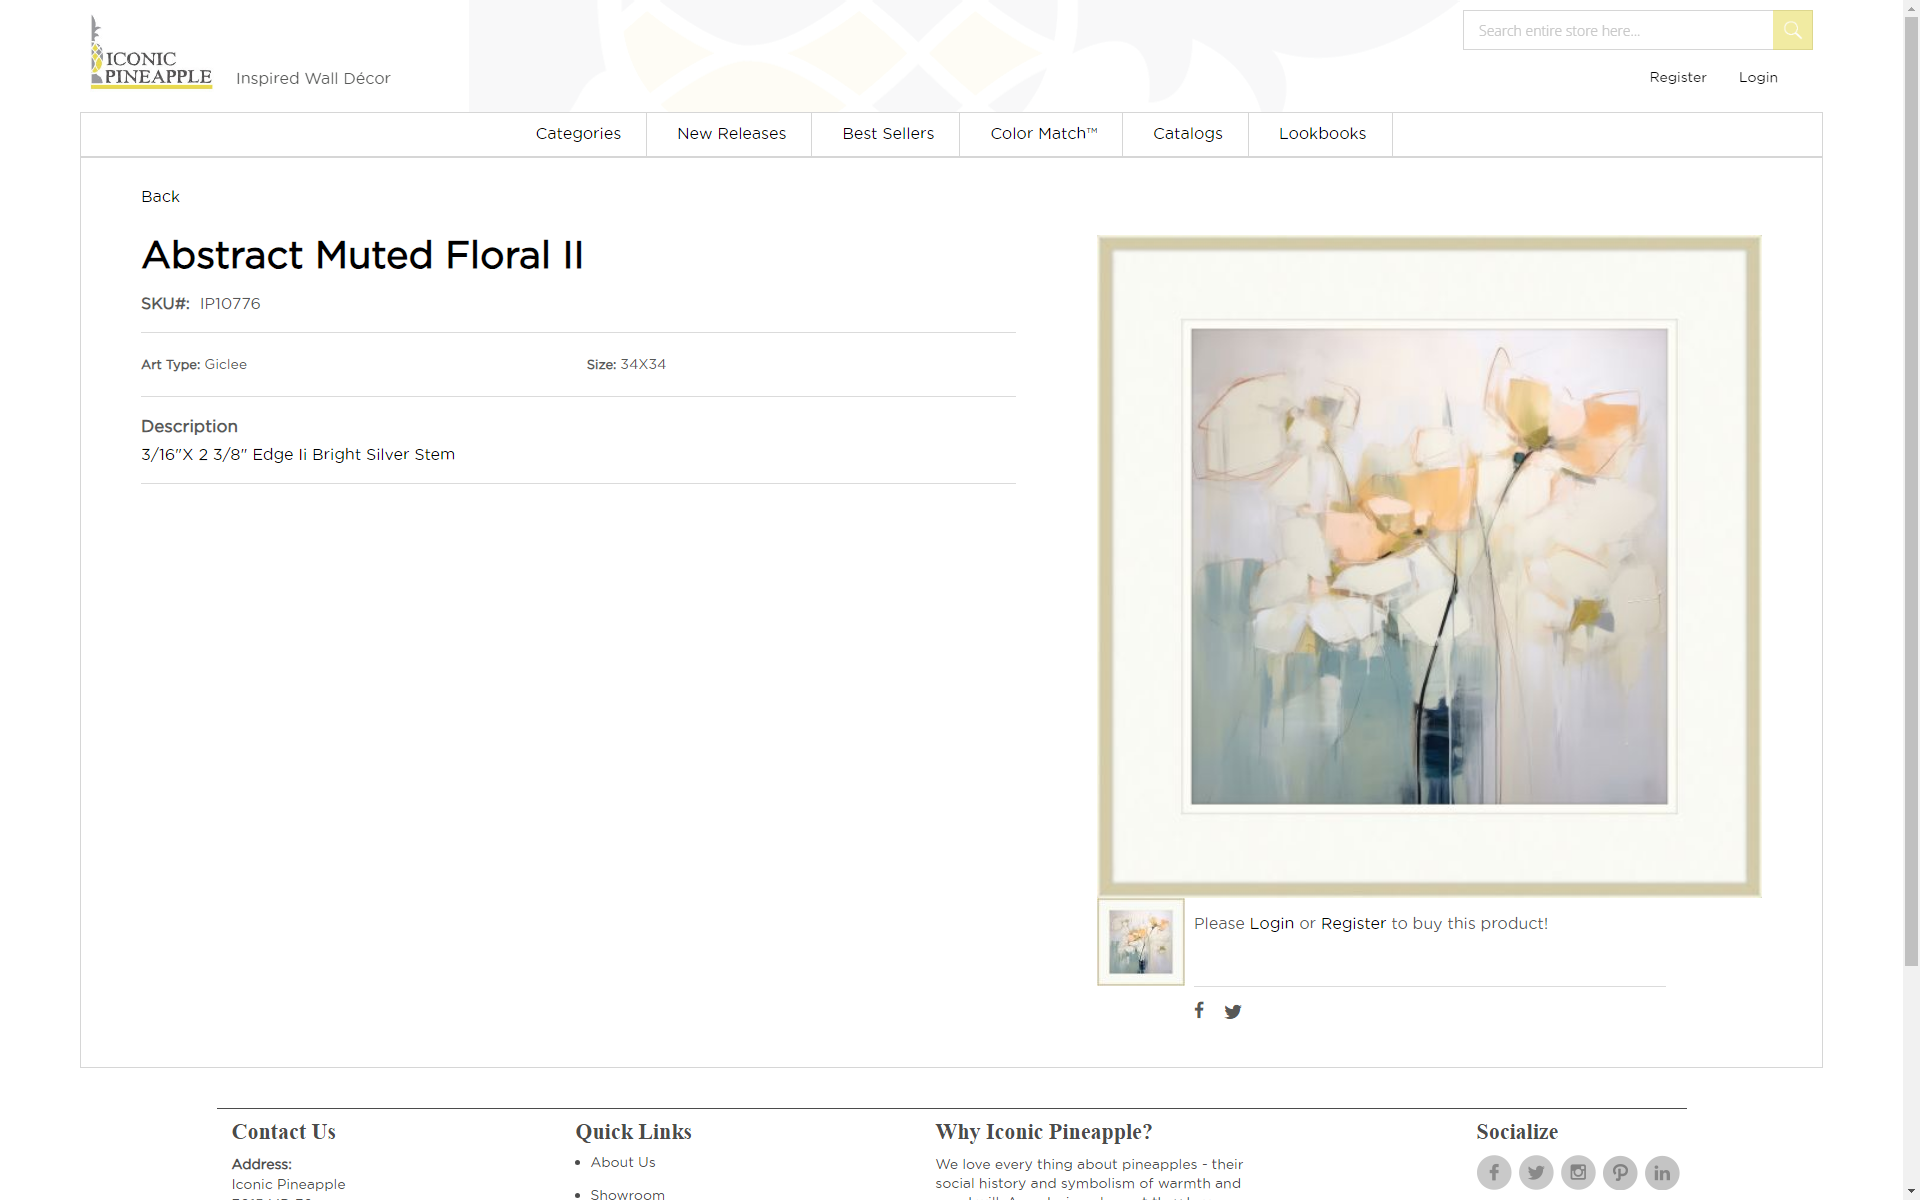 ICONIC
PINEAPPLE
Inspired Wall Décor
Search entire store here...
Register
Login
Categories
New Releases
Best Sellers
Color Match™
Catalogs
Lookbooks
Back
Abstract Muted Floral II
SKU#: IP10776
Art Type: Giclee
Size: 34X34
Description
3/16"X 2 3/8" Edge Ii Bright Silver Stem
Please Login or Register to buy this product!
Contact Us
Address:
Iconic Pineapple
Quick Links
About Us
Showroom
Why Iconic Pineapple?
We love every thing about pineapples - their
social history and symbolism of warmth and
Socialize